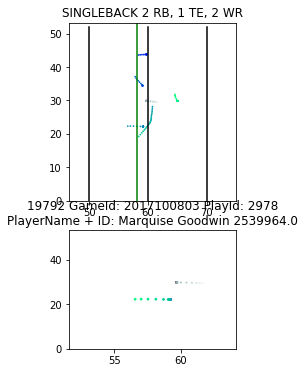 SINGLEBACK 2 RB, 1 TE, 2 WR
50
40
30
20
10
0
50 60 70
19792 GameId: 2017100803 PlayId: 2978
PlayerName + ID: Marquise Goodwin 2539964.0
40
20
0
55 60